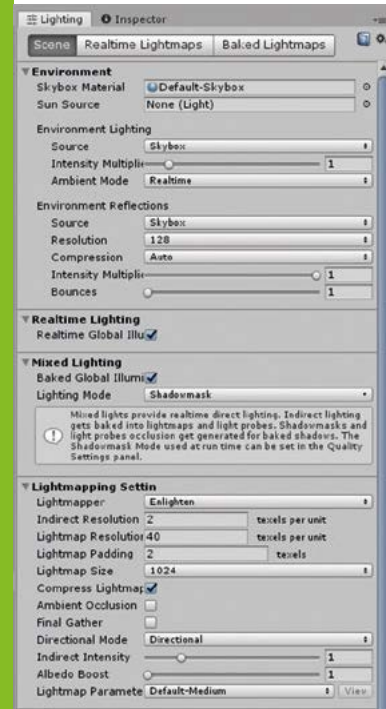 Lighting Inspector
Scene Realtime Lightmaps Baked Lightmaps
Environment
Skybox Material Default-Skybox
Sun Source None (Light)
Environment Lighting
Source Skybox
Intensity Multiplie 1
Ambient Mode Realtime
Environment Reflections
Source Skybox
Resolution 128
Compression Auto
Intensity Multiplie 1
Bounces 1
Realtime Lighting
Realtime Global Illu
Mixed Lighting
Baked Global Illumi
Lighting Mode Shadowmask
Mixed lights provide realtime direct lighting. Indirect lighting
gets baked into lightmaps and light probes. Shadowmasks and
light probes occlusion get generated for baked shadows. The
Shadowmask Mode used at run time can be set in the Quality
Settings panel.
Lightmapping Settin
Lightmapper Enlighten
Indirect Resolution 2 texels per unit
Lightmap Resolution 40 texels per unit
Lightmap Padding 2 texels
Lightmap Size 1024
Compress Lightmap
Ambient Occlusion
Final Gather
Directional Mode Directional
Indirect Intensity 1
Albedo Boost 1
Lightmap Paramete Default-Medium View